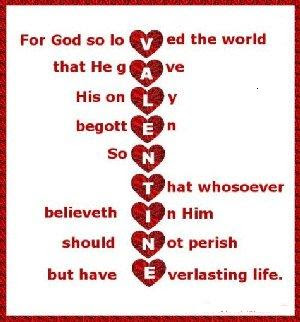 For God so loVed the world
that He gAve
His onLy
begottEn
SoN
That whosoever
believeth In Him
should Not perish
but have Everlasting life.